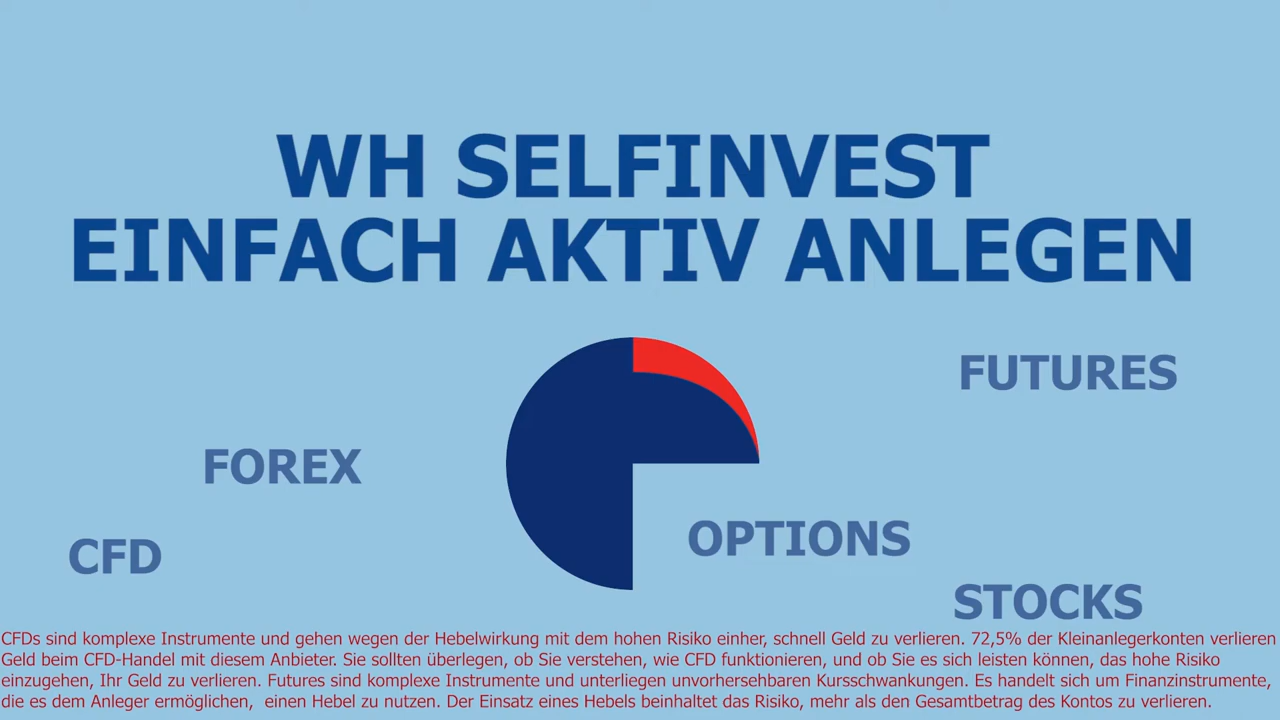 WH SELFINVEST
EINFACH AKTIV ANLEGEN
FUTURES
FOREX
OPTIONS
CFD
STOCKS
CFDs sind komplexe Instrumente und gehen wegen der Hebelwirkung mit dem hohen Risiko einher, schnell Geld zu verlieren. 72,5% der Kleinanlegerkonten verlieren
Geld beim CFD-Handel mit diesem Anbieter. Sie sollten überlegen, ob Sie verstehen, wie CFD funktionieren, und ob Sie es sich leisten können, das hohe Risiko
einzugehen, Ihr Geld zu verlieren. Futures sind komplexe Instrumente und unterliegen unvorhersehbaren Kursschwankungen. Es handelt sich um Finanzinstrumente,
die es dem Anleger ermöglichen,  einen Hebel zu nutzen. Der Einsatz eines Hebels beinhaltet das Risiko, mehr als den Gesamtbetrag des Kontos zu verlieren.